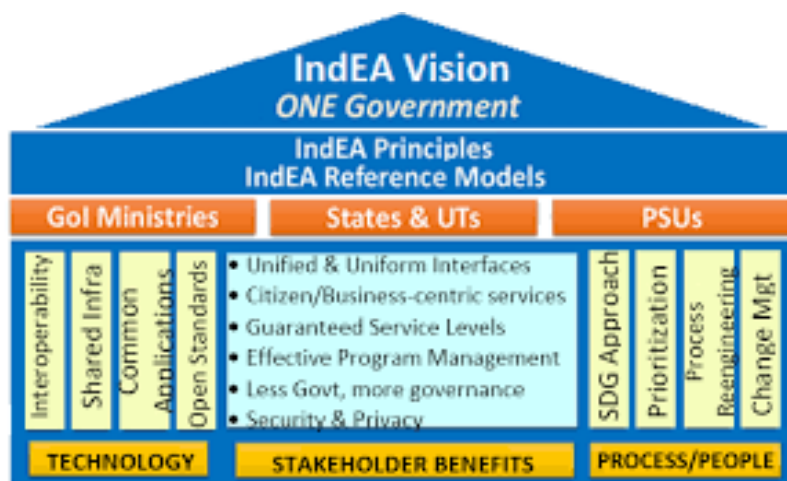 IndEA Vision
ONE Government
IndEA Principles
IndEA Reference Models
GoI Ministries
States & UTs
PSUs
Interoperability
Shared Infra
Common
Applications
Open Standards
• Unified & Uniform Interfaces
• Citizen/Business-centric services
• Guaranteed Service Levels
• Effective Program Management
• Less Govt, more governance
• Security & Privacy
SDG Approach
Prioritization
Process
Reengineering
Change Mgt
TECHNOLOGY
STAKEHOLDER BENEFITS
PROCESS/PEOPLE